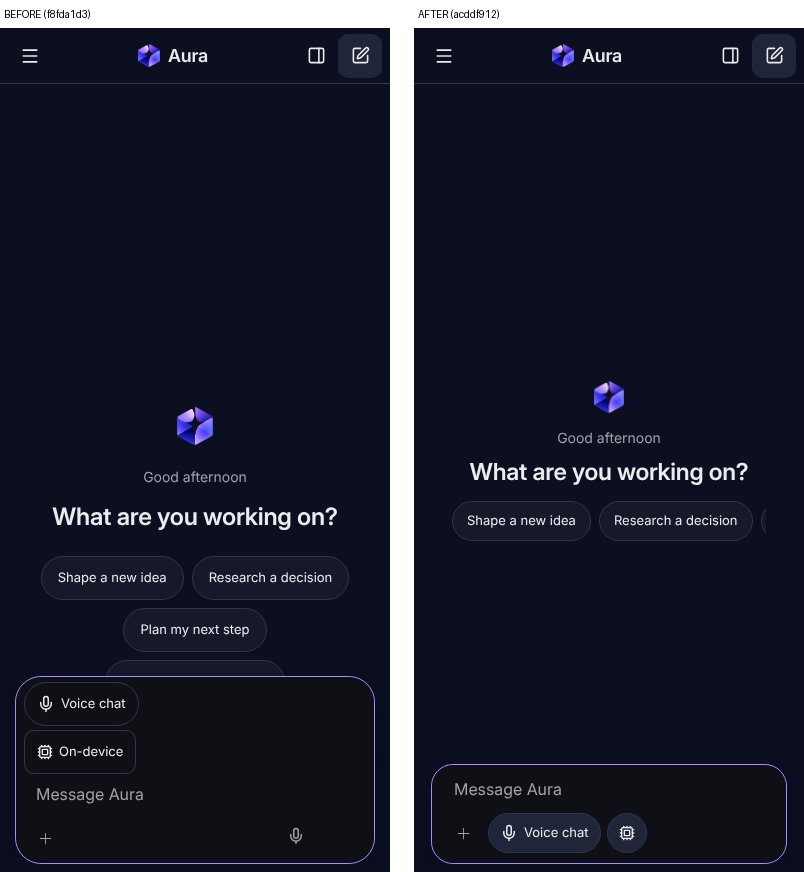 BEFORE (f8fda1d3)
Aura
Good afternoon
What are you working on?
Shape a new idea
Research a decision
Plan my next step
Voice chat
On-device
Message Aura
AFTER (acddf912)
Aura
Good afternoon
What are you working on?
Shape a new idea
Research a decision
Message Aura
Voice chat